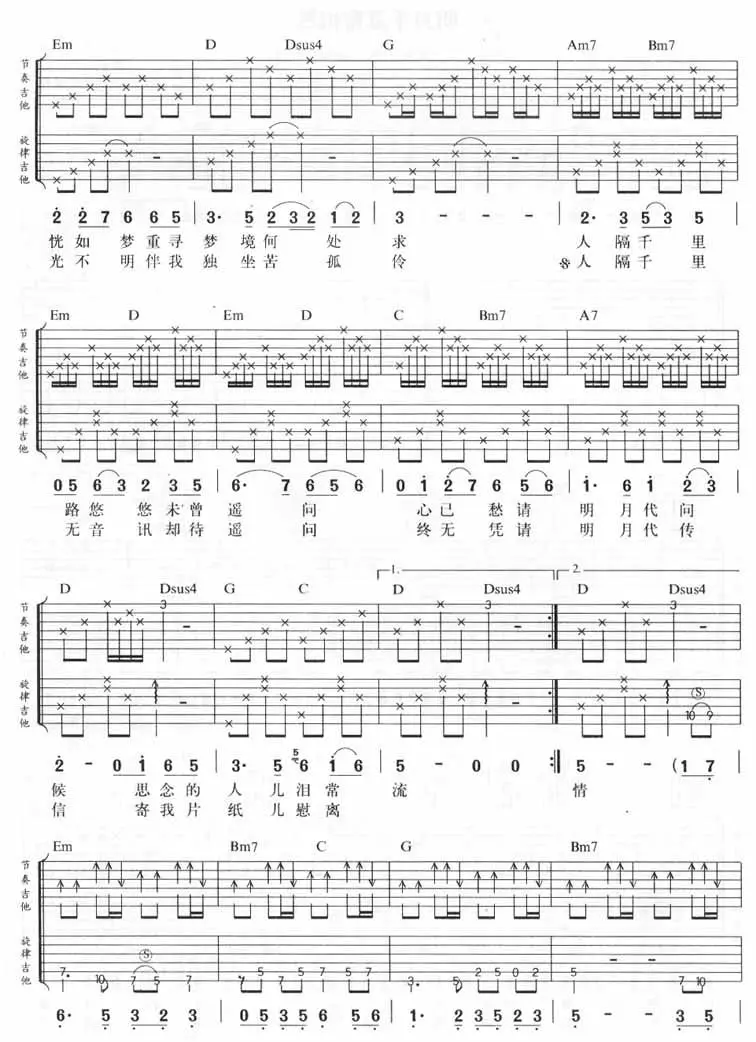 Em D Dsus4 G Am7 Bm7
节奏吉他
旋律吉他
2 2 7 6 6 5 | 3· 5 2 3 2 1 2 | 3 - - - | 2· 3 5 3 5
恍如梦重寻梦境何处求 人隔千里
光不明伴我独坐苦孤伶 人隔千里
Em D Em D C Bm7 A7
节奏吉他
旋律吉他
0 5 6 3 2 3 5 | 6· 7 6 5 6 | 0 1 2 7 6 5 6 | 1· 6 1 2 3
路悠悠未曾遥问 心已愁请明月代问
无音讯却待遥问 终无凭请明月代传
1. 2.
D Dsus4 G C D Dsus4 D Dsus4
3 3 3
节奏吉他
旋律吉他
S
10 9
2 - 0 1 6 5 | 3· 5 5 6 1 6 | 5 - 0 0 :| 5 - - (1 7
候 思念的人儿泪常流 情
信 寄我片纸儿慰离
Em Bm7 C G Bm7
节奏吉他
旋律吉他
S
7· 10 7 5 7 5 7 5 7 5 7 3· 5 2 5 0 2 5 - - 7 10
6· 5 3 2 3 | 0 5 3 5 6 5 6 | 1· 2 3 5 2 3 | 5 - - 3 5